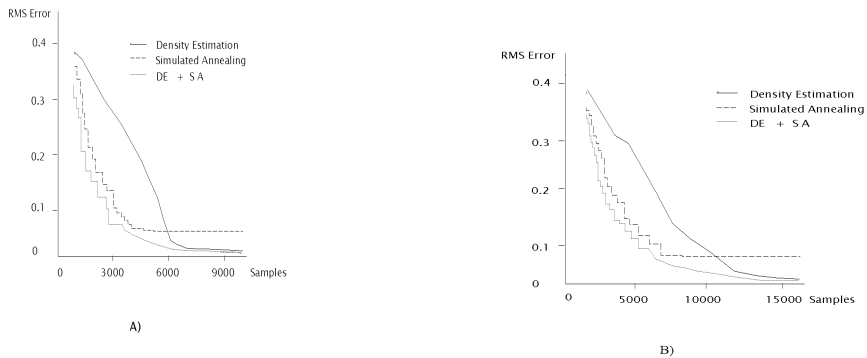 RMS Error
0.4
0.3
0.2
0.1
0
Density Estimation
Simulated Annealing
DE + S A
0 3000 6000 9000 Samples
A)
RMS Error
0.4
0.3
0.2
0.1
0
Density Estimation
Simulated Annealing
DE + S A
0 5000 10000 15000 Samples
B)